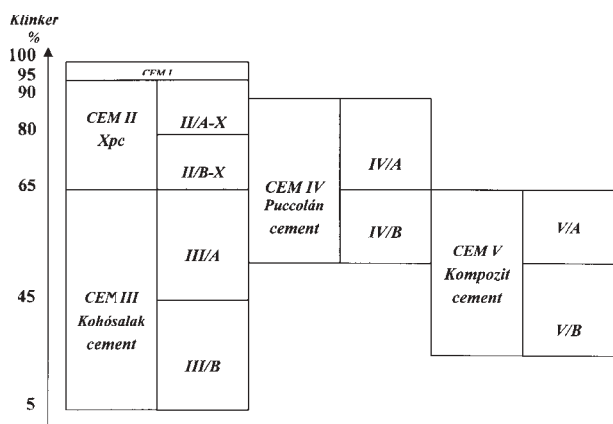 Klinker
%
100
95
90
80
65
45
5
CEM I
CEM II
Xpc
II/A-X
II/B-X
CEM III
Kohósalak
cement
III/A
III/B
CEM IV
Puccolán
cement
IV/A
IV/B
CEM V
Kompozit
cement
V/A
V/B